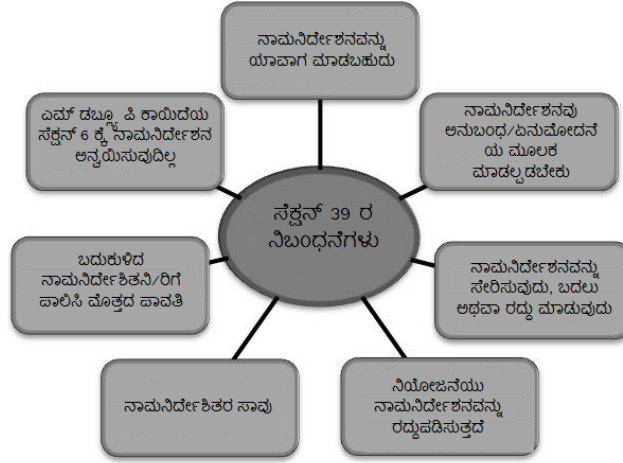 ನಾಮನಿರ್ದೇಶನವನ್ನು
ಯಾವಾಗ ಮಾಡಬಹುದು
ಎಮ್ ಡಬ್ಲ್ಯೂ ಪಿ ಕಾಯಿದೆಯ
ಸೆಕ್ಷನ್ 6 ಕ್ಕೆ ನಾಮನಿರ್ದೇಶನ
ಅನ್ವಯಿಸುವುದಿಲ್ಲ
ನಾಮನಿರ್ದೇಶನವು
ಅನುಬಂಧ/ಏನುಮೋದನೆ
ಯ ಮೂಲಕ
ಮಾಡಲ್ಪಡಬೇಕು
ಸೆಕ್ಷನ್ 39 ರ
ನಿಬಂಧನೆಗಳು
ಬದುಕುಳಿದ
ನಾಮನಿರ್ದೇಶಿತನಿ/ರಿಗೆ
ಪಾಲಿಸಿ ಮೊತ್ತದ ಪಾವತಿ
ನಾಮನಿರ್ದೇಶನವನ್ನು
ಸೇರಿಸುವುದು, ಬದಲು
ಅಥವಾ ರದ್ದು ಮಾಡುವುದು
ನಾಮನಿರ್ದೇಶಿತರ ಸಾವು
ನಿಯೋಜನೆಯು
ನಾಮನಿರ್ದೇಶನವನ್ನು
ರದ್ದುಪಡಿಸುತ್ತದೆ